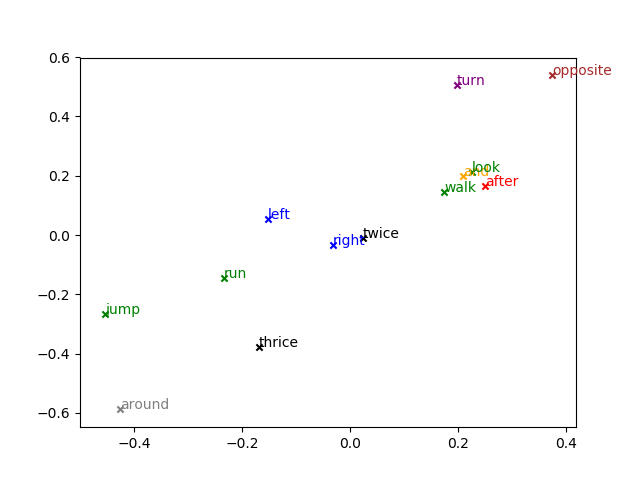 0.6
opposite
turn
0.4
look
and
0.2
after
walk
left
twice
0.0
right
run
−0.2
jump
thrice
−0.4
around
−0.6
−0.4 −0.2 0.0 0.2 0.4